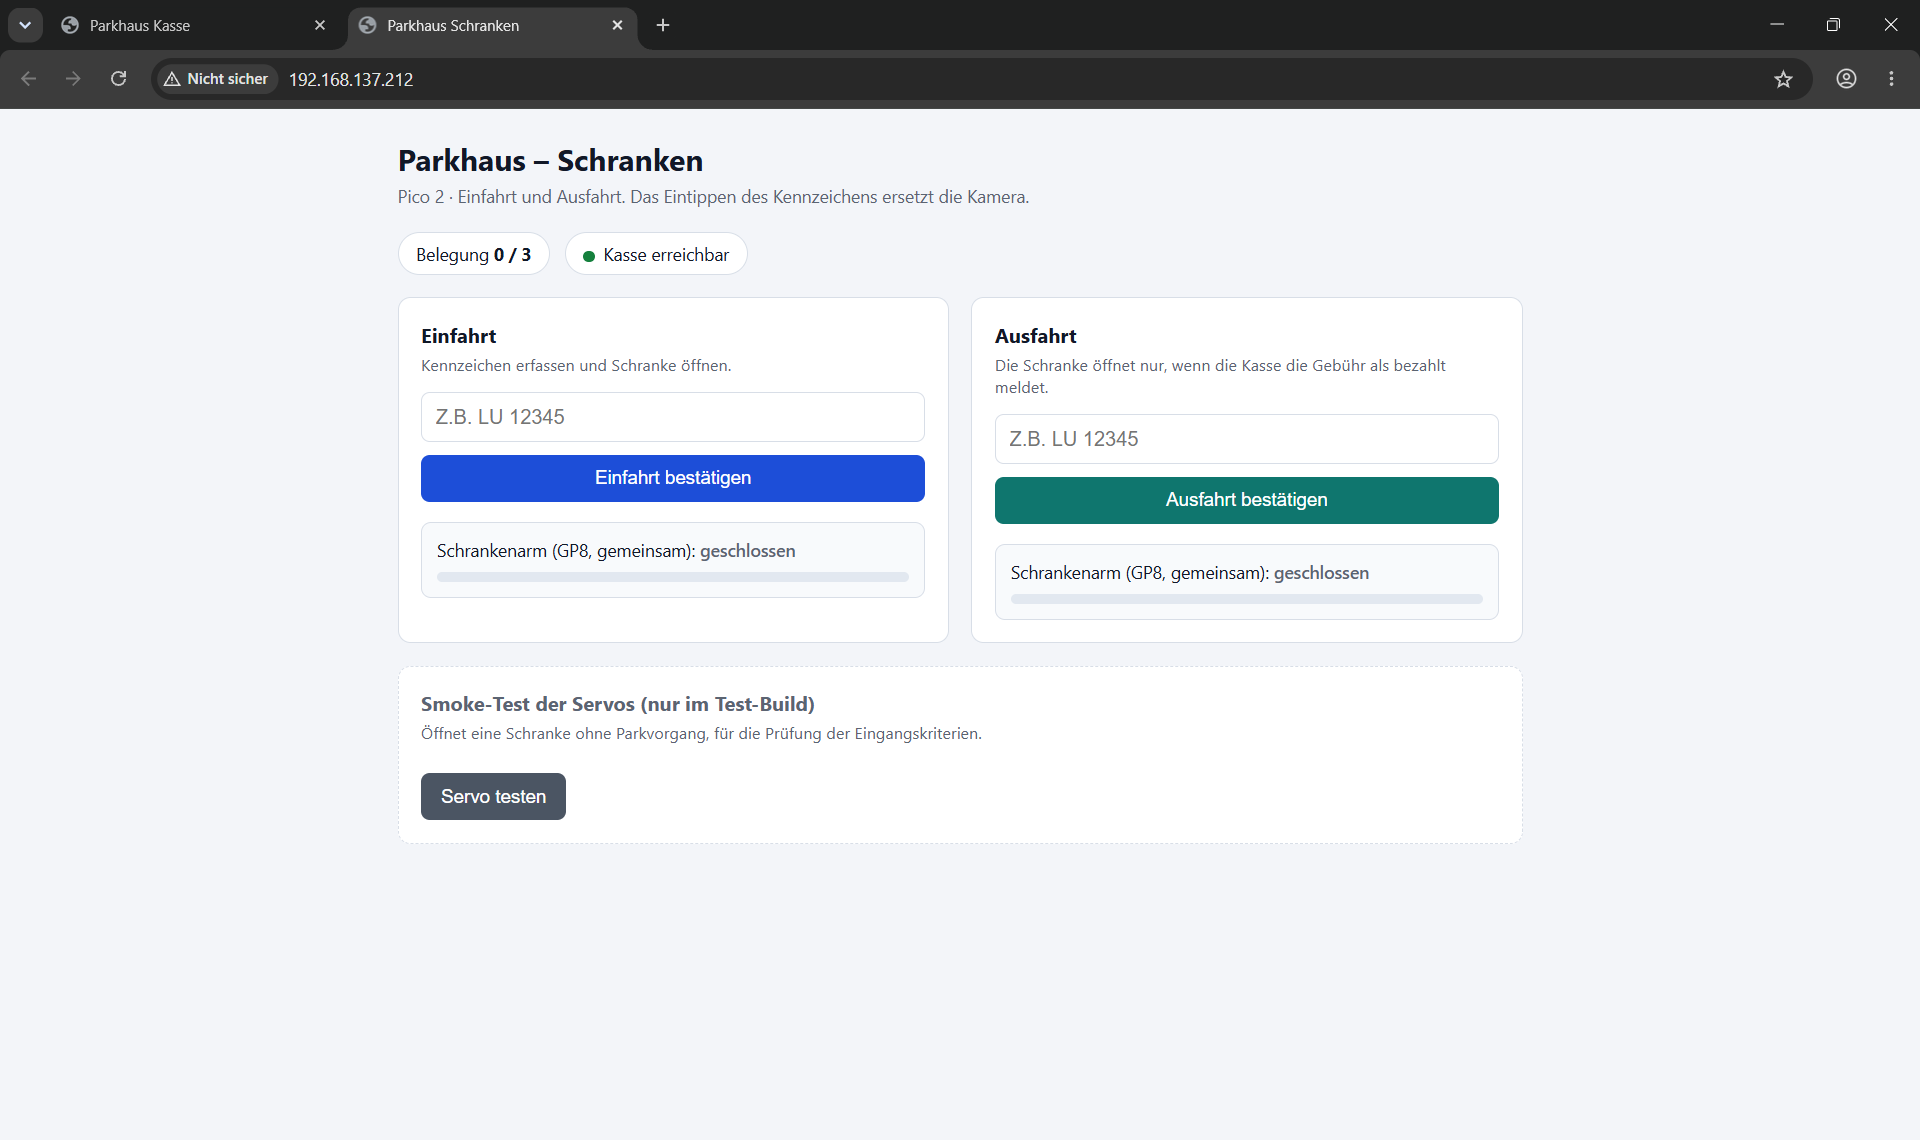 Parkhaus Kasse
Parkhaus Schranken
Nicht sicher
192.168.137.212
Parkhaus – Schranken
Pico 2 · Einfahrt und Ausfahrt. Das Eintippen des Kennzeichens ersetzt die Kamera.
Belegung 0 / 3
Kasse erreichbar
Einfahrt
Kennzeichen erfassen und Schranke öffnen.
Z.B. LU 12345
Einfahrt bestätigen
Schrankenarm (GP8, gemeinsam): geschlossen
Ausfahrt
Die Schranke öffnet nur, wenn die Kasse die Gebühr als bezahlt
meldet.
Z.B. LU 12345
Ausfahrt bestätigen
Schrankenarm (GP8, gemeinsam): geschlossen
Smoke-Test der Servos (nur im Test-Build)
Öffnet eine Schranke ohne Parkvorgang, für die Prüfung der Eingangskriterien.
Servo testen